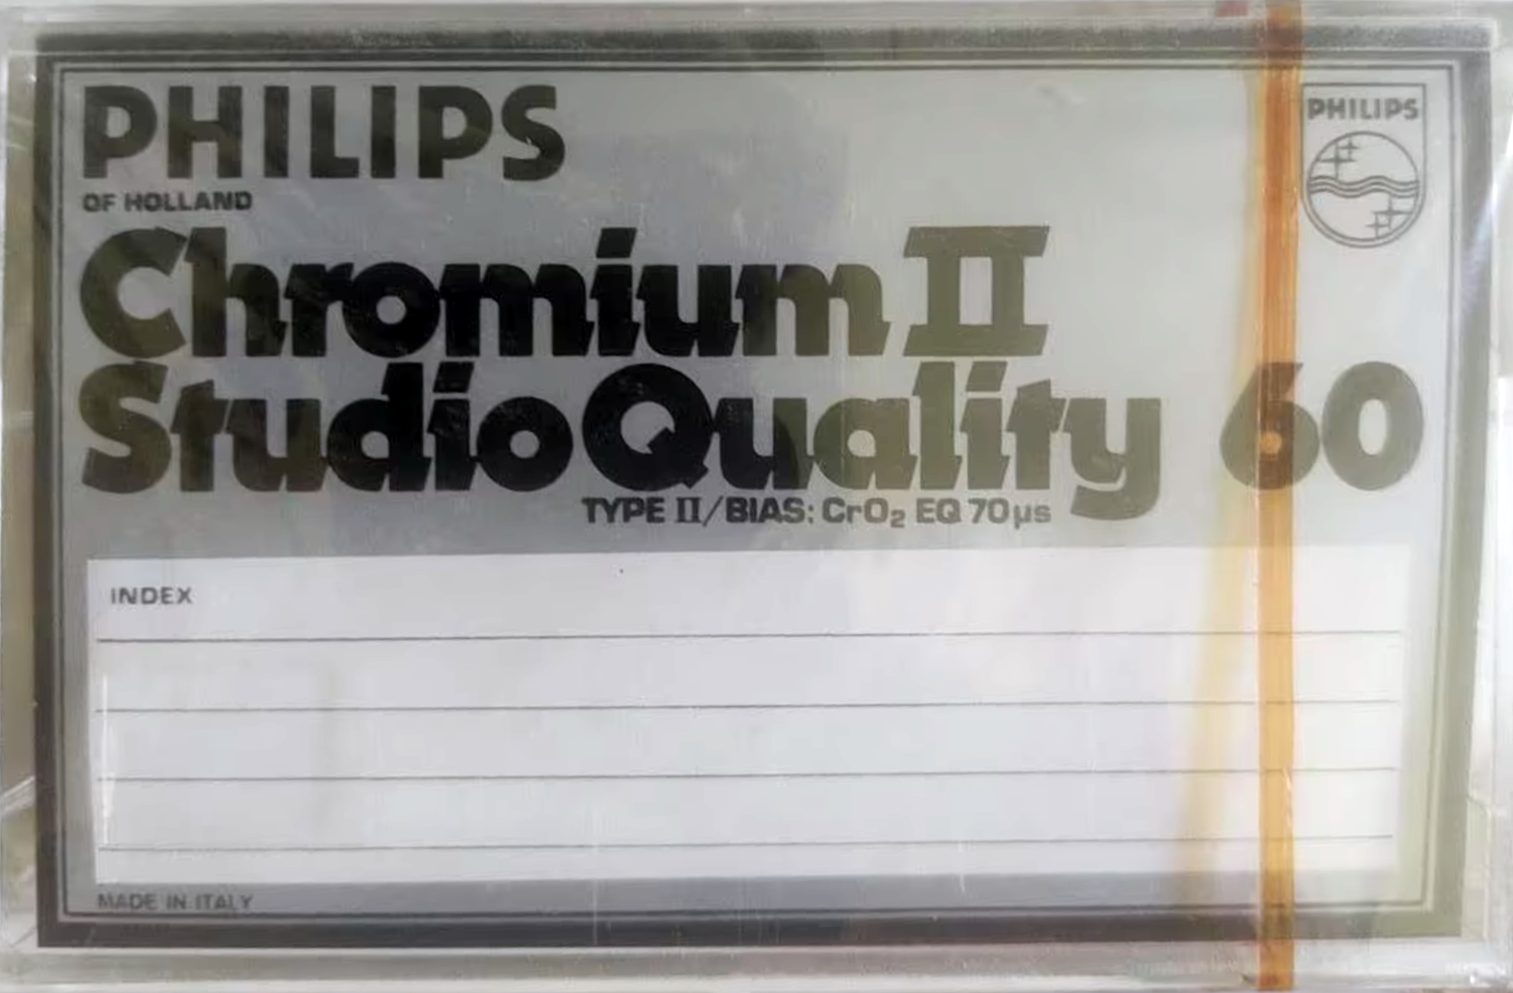 PHILIPS
PHILIPS
OF HOLLAND
Chromium II
Studio Quality 60
TYPE II/BIAS: CrO₂ EQ 70µs
INDEX
MADE IN ITALY